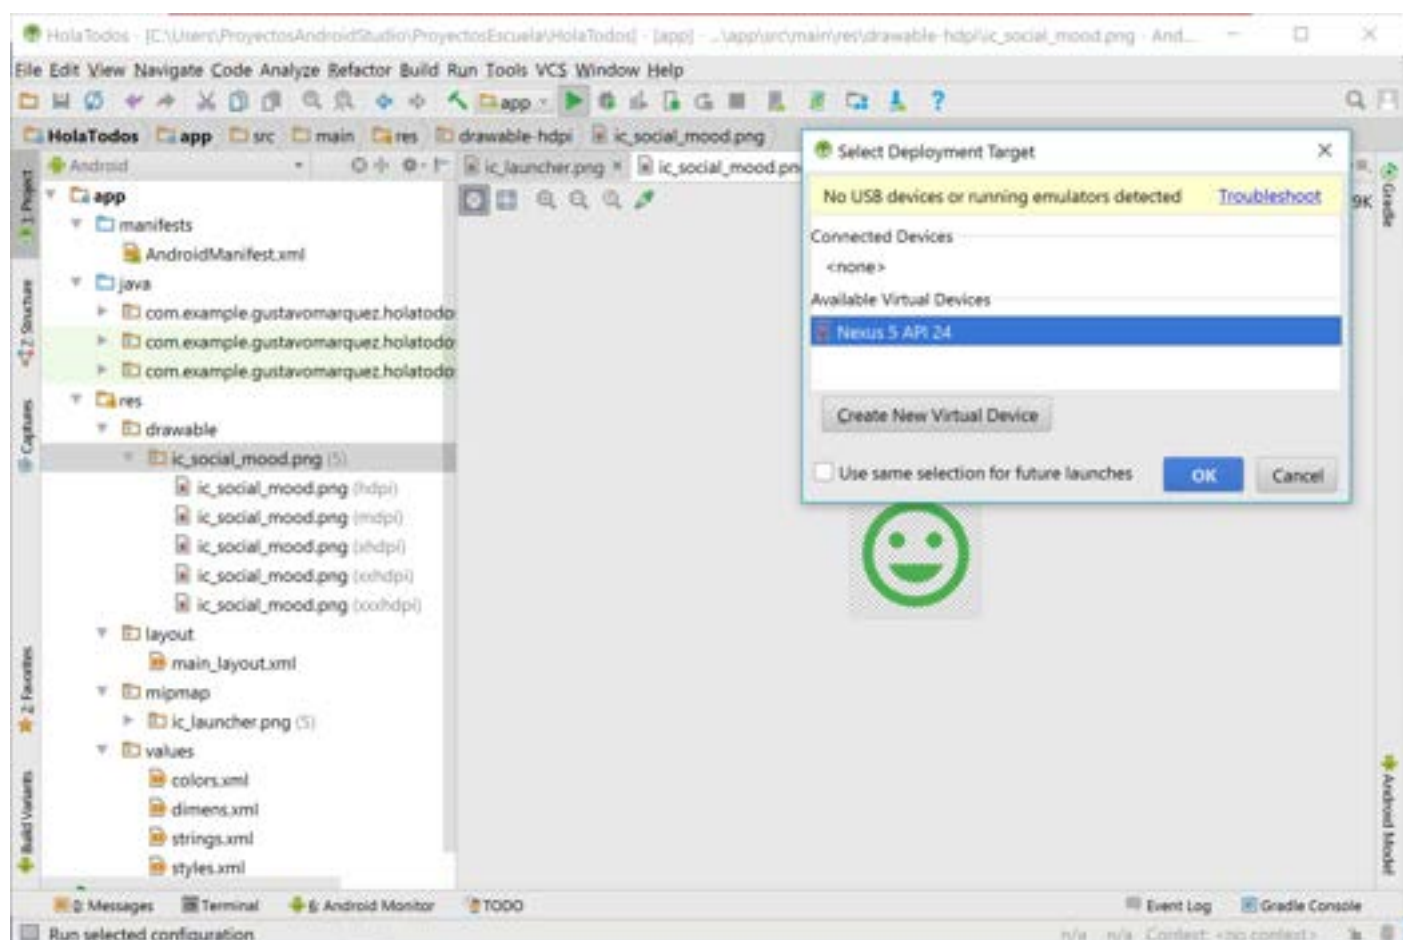 HolaTodos - [C:\Users\ProyectosAndroidStudio\ProyectosEscuela\HolaTodos] - [app] - ...\app\src\main\res\drawable-hdpi\ic_social_mood.png - And...
File Edit View Navigate Code Analyze Refactor Build Run Tools VCS Window Help
app
HolaTodos app src main res drawable-hdpi ic_social_mood.png
Android
ic_launcher.png ic_social_mood.pn
9K
1: Project
7: Structure
Captures
2: Favorites
Build Variants
app
manifests
AndroidManifest.xml
java
com.example.gustavomarquez.holatodo
com.example.gustavomarquez.holatodo
com.example.gustavomarquez.holatodo
res
drawable
ic_social_mood.png (5)
ic_social_mood.png (hdpi)
ic_social_mood.png (mdpi)
ic_social_mood.png (xhdpi)
ic_social_mood.png (xxhdpi)
ic_social_mood.png (xxxhdpi)
layout
main_layout.xml
mipmap
ic_launcher.png (5)
values
colors.xml
dimens.xml
strings.xml
styles.xml
Select Deployment Target
No USB devices or running emulators detected Troubleshoot
Connected Devices
<none>
Available Virtual Devices
Nexus 5 API 24
Create New Virtual Device
Use same selection for future launches OK Cancel
Gradle
Android Model
0: Messages Terminal 6: Android Monitor TODO Event Log Gradle Console
Run selected configuration n/a n/a Context: <no context>